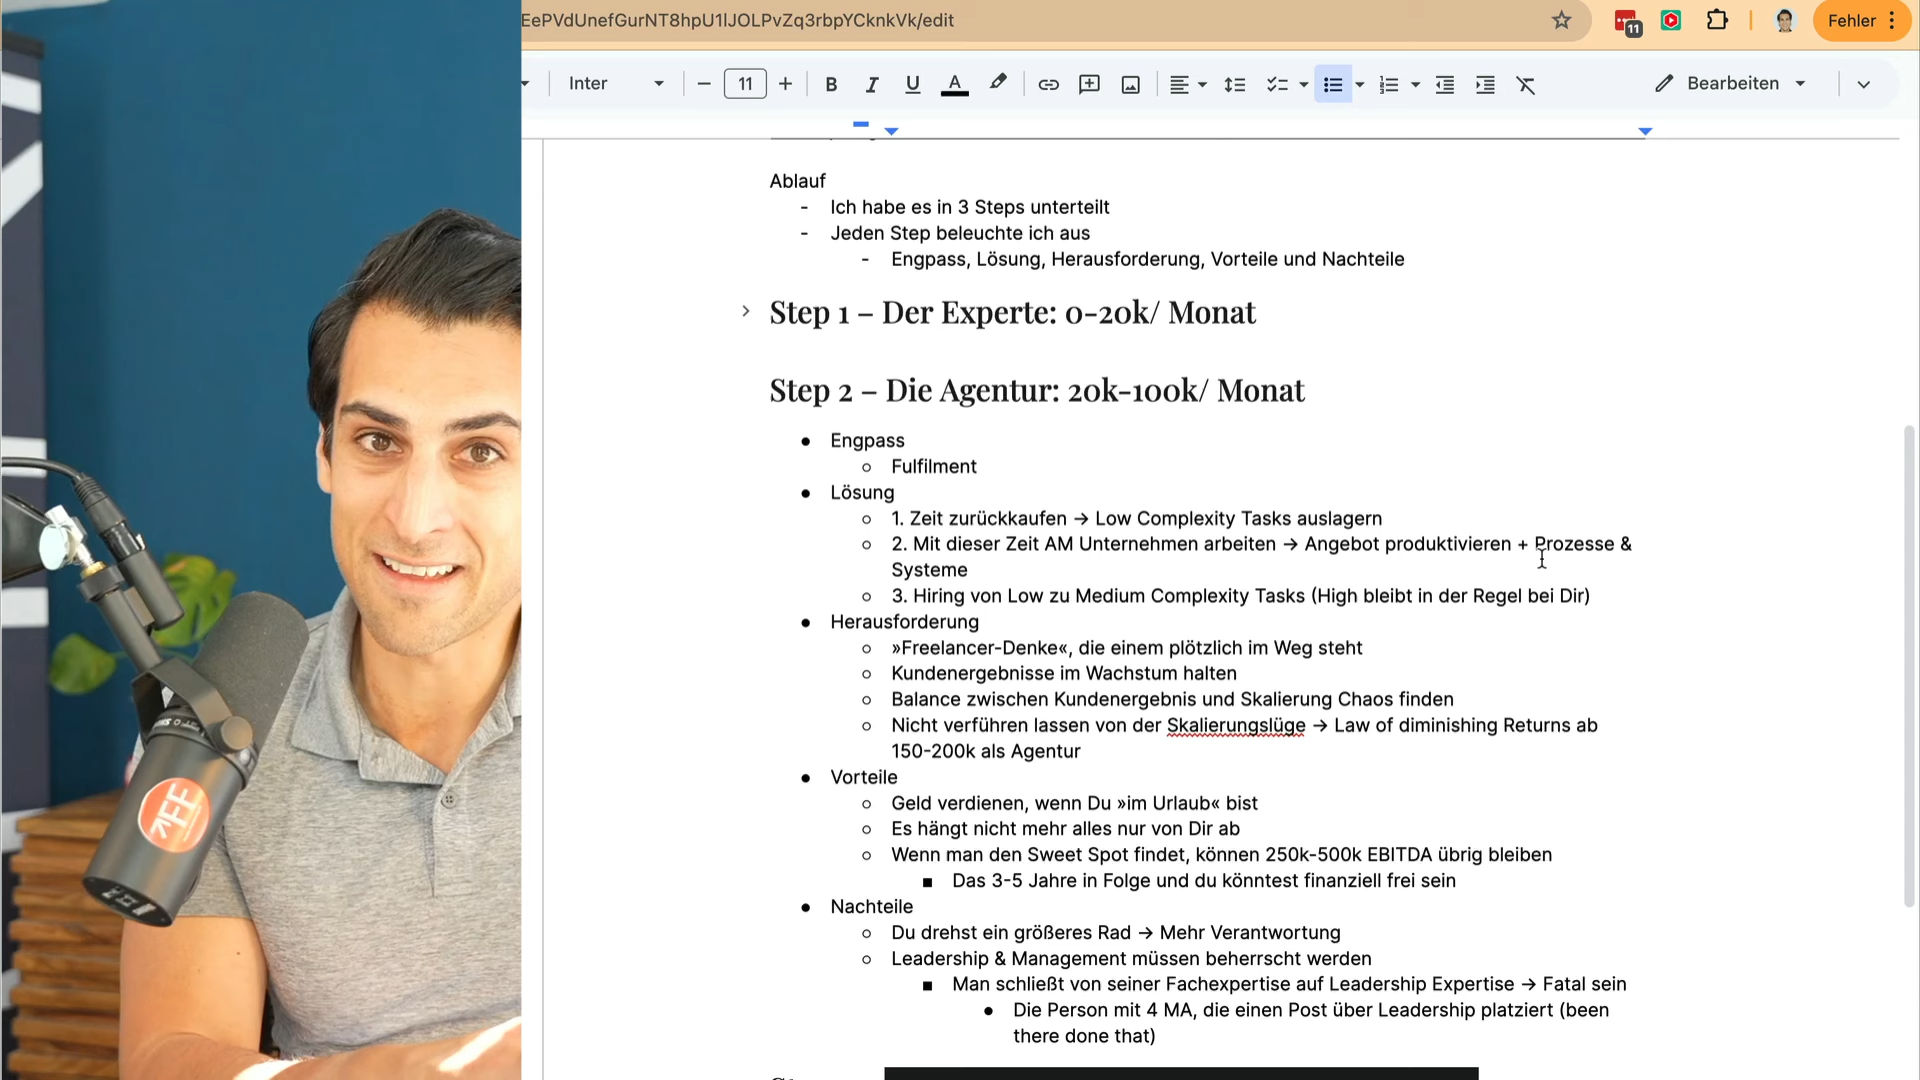 EePVdUnefGurNT8hpU1lJOLPvZq3rbpYCknkVk/edit
11
Fehler
Inter
11
B I U A
Bearbeiten
Ablauf
- Ich habe es in 3 Steps unterteilt
- Jeden Step beleuchte ich aus
- Engpass, Lösung, Herausforderung, Vorteile und Nachteile
Step 1 – Der Experte: 0-20k/ Monat
Step 2 – Die Agentur: 20k-100k/ Monat
● Engpass
○ Fulfilment
● Lösung
○ 1. Zeit zurückkaufen → Low Complexity Tasks auslagern
○ 2. Mit dieser Zeit AM Unternehmen arbeiten → Angebot produktivieren + Prozesse &
Systeme
○ 3. Hiring von Low zu Medium Complexity Tasks (High bleibt in der Regel bei Dir)
● Herausforderung
○ »Freelancer-Denke«, die einem plötzlich im Weg steht
○ Kundenergebnisse im Wachstum halten
○ Balance zwischen Kundenergebnis und Skalierung Chaos finden
○ Nicht verführen lassen von der Skalierungslüge → Law of diminishing Returns ab
150-200k als Agentur
● Vorteile
○ Geld verdienen, wenn Du »im Urlaub« bist
○ Es hängt nicht mehr alles nur von Dir ab
○ Wenn man den Sweet Spot findet, können 250k-500k EBITDA übrig bleiben
■ Das 3-5 Jahre in Folge und du könntest finanziell frei sein
● Nachteile
○ Du drehst ein größeres Rad → Mehr Verantwortung
○ Leadership & Management müssen beherrscht werden
■ Man schließt von seiner Fachexpertise auf Leadership Expertise → Fatal sein
● Die Person mit 4 MA, die einen Post über Leadership platziert (been
there done that)